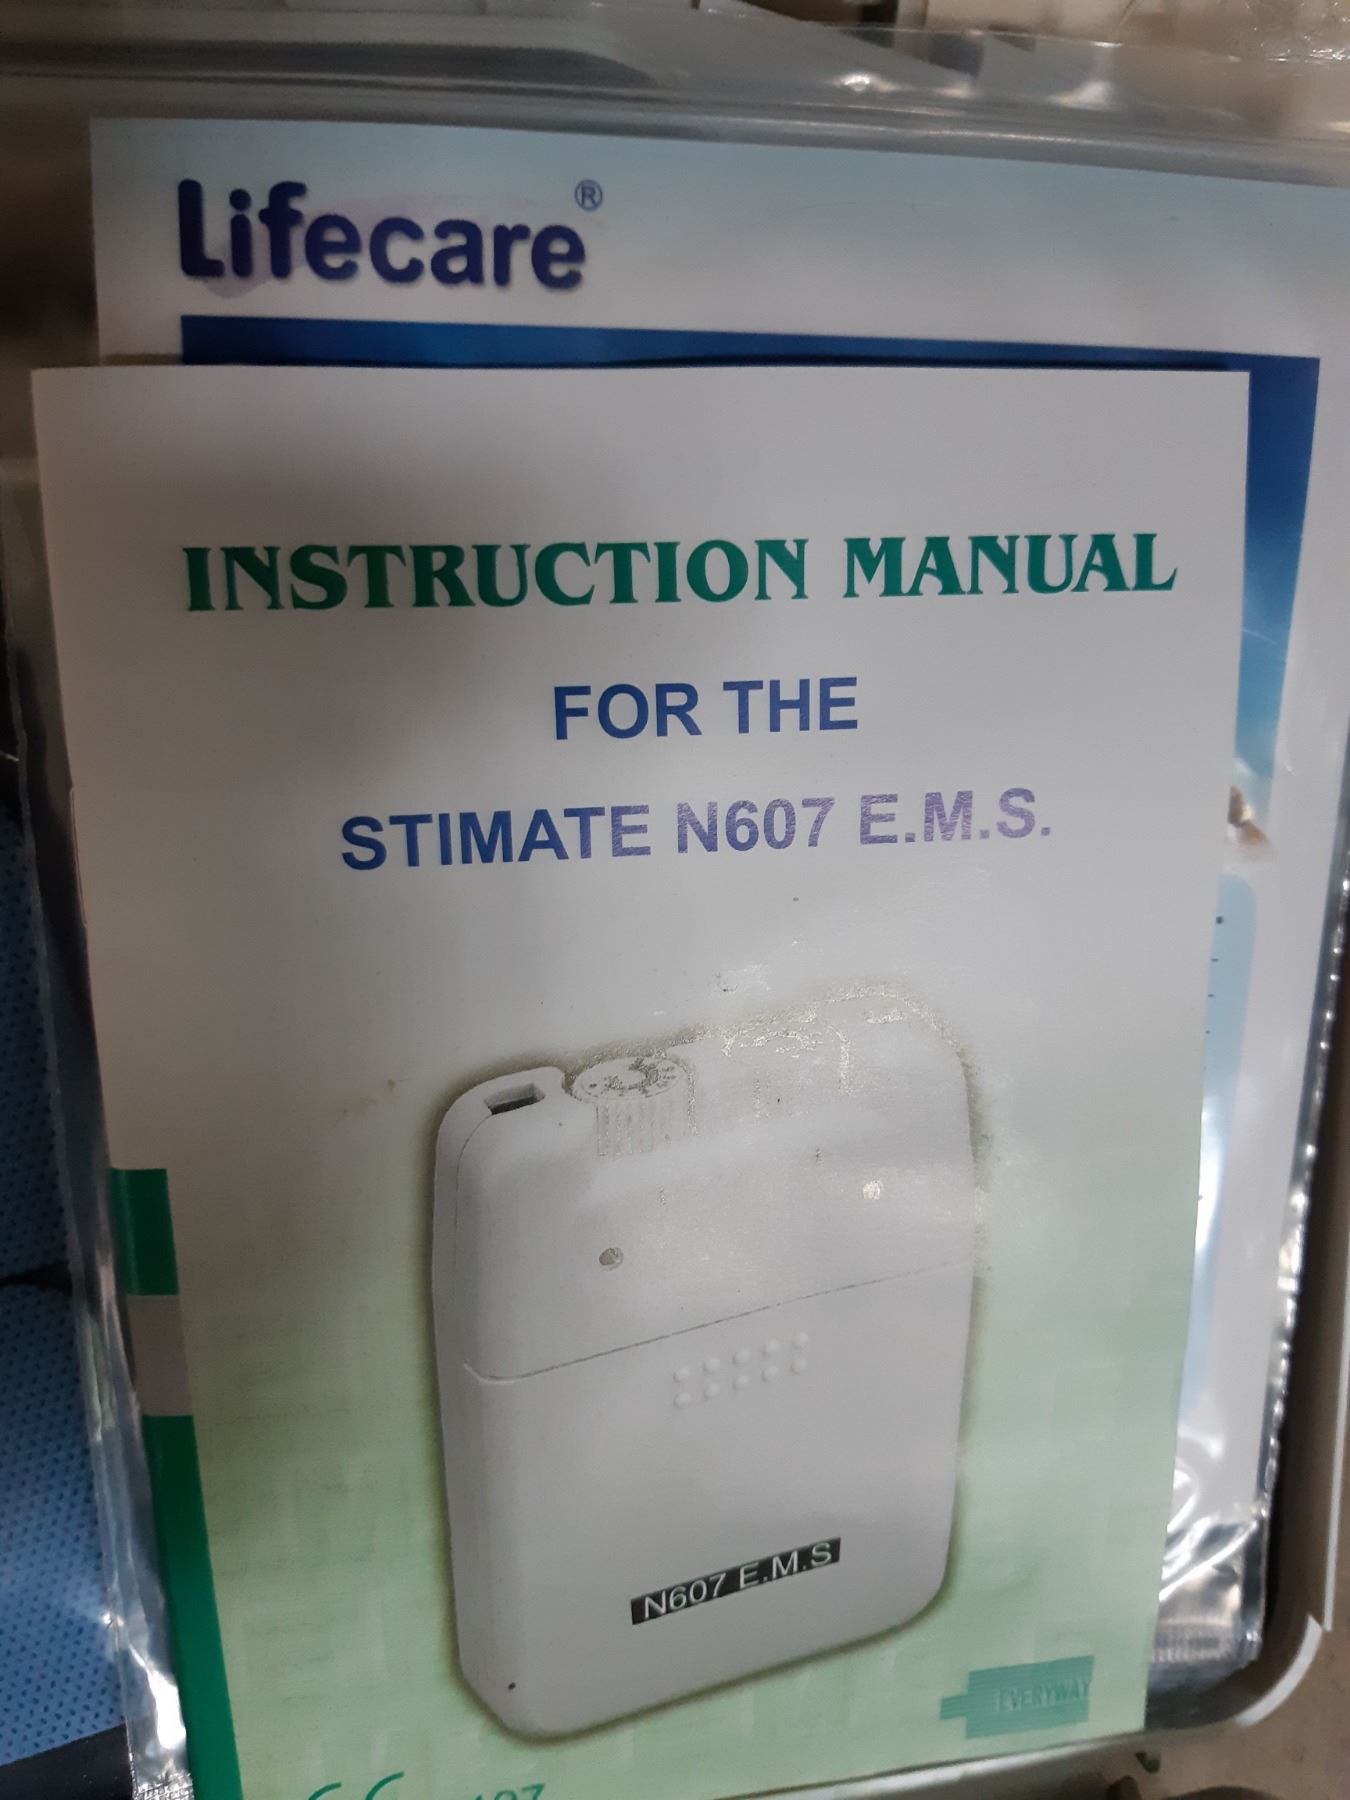 Lifecare®
INSTRUCTION MANUAL
FOR THE
STIMATE N607 E.M.S.
N607 E.M.S
EVERYWAY